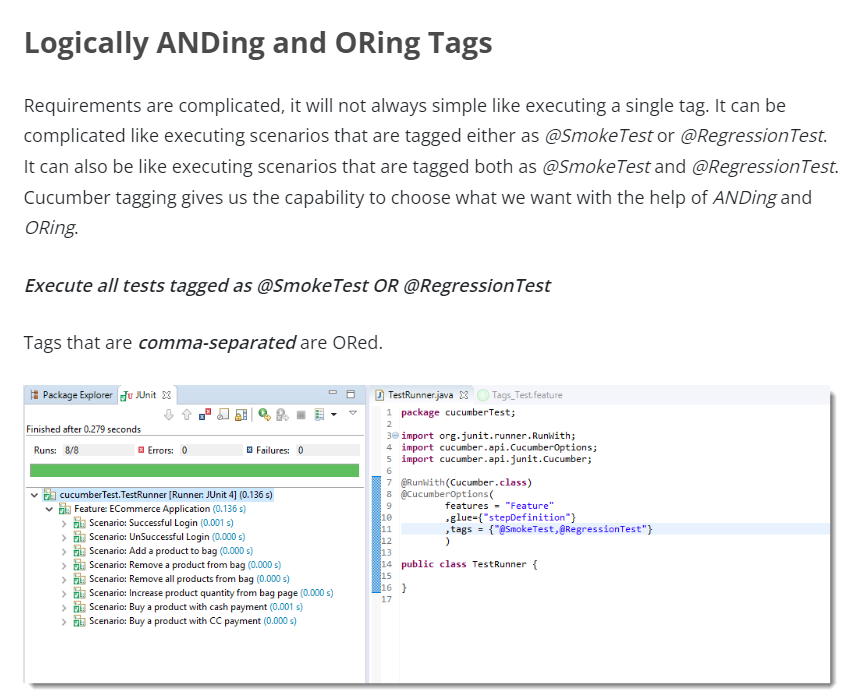 Logically ANDing and ORing Tags
Requirements are complicated, it will not always simple like executing a single tag. It can be
complicated like executing scenarios that are tagged either as @SmokeTest or @RegressionTest.
It can also be like executing scenarios that are tagged both as @SmokeTest and @RegressionTest.
Cucumber tagging gives us the capability to choose what we want with the help of ANDing and
ORing.
Execute all tests tagged as @SmokeTest OR @RegressionTest
Tags that are comma-separated are ORed.
Package Explorer JUnit
Finished after 0.279 seconds
Runs: 8/8 Errors: 0 Failures: 0
cucumberTest.TestRunner [Runner: JUnit 4] (0.136 s)
Feature: ECommerce Application (0.136 s)
Scenario: Successful Login (0.001 s)
Scenario: UnSuccessful Login (0.000 s)
Scenario: Add a product to bag (0.000 s)
Scenario: Remove a product from bag (0.000 s)
Scenario: Remove all products from bag (0.000 s)
Scenario: Increase product quantity from bag page (0.000 s)
Scenario: Buy a product with cash payment (0.001 s)
Scenario: Buy a product with CC payment (0.000 s)
TestRunner.java Tags_Test.feature
1 package cucumberTest;
2
3 import org.junit.runner.RunWith;
4 import cucumber.api.CucumberOptions;
5 import cucumber.api.junit.Cucumber;
6
7 @RunWith(Cucumber.class)
8 @CucumberOptions(
9 features = "Feature"
10 ,glue={"stepDefinition"}
11 ,tags = {"@SmokeTest,@RegressionTest"}
12 )
13
14 public class TestRunner {
15
16 }
17